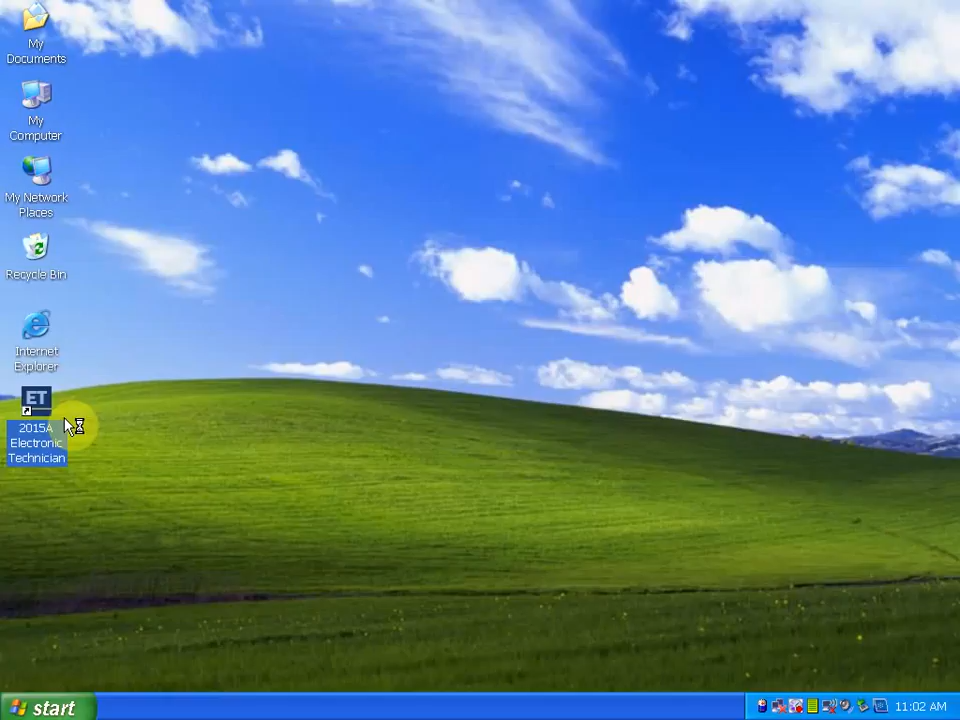 My
Documents
My
Computer
My Network
Places
Recycle Bin
Internet
Explorer
ET
2015A
Electronic
Technician
start
11:02 AM